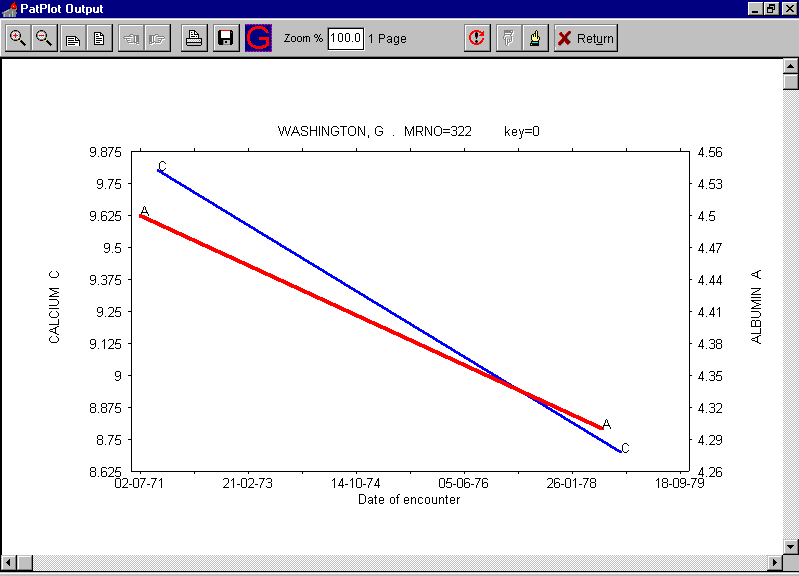 PatPlot Output
G Zoom % 100.0 1 Page Return
WASHINGTON, G . MRNO=322 key=0
CALCIUM C
9.875
9.75
9.625
9.5
9.375
9.25
9.125
9
8.875
8.75
8.625
C
A
A
C
4.56
4.53
4.5
4.47
4.44
4.41
4.38
4.35
4.32
4.29
4.26
ALBUMIN A
02-07-71 21-02-73 14-10-74 05-06-76 26-01-78 18-09-79
Date of encounter